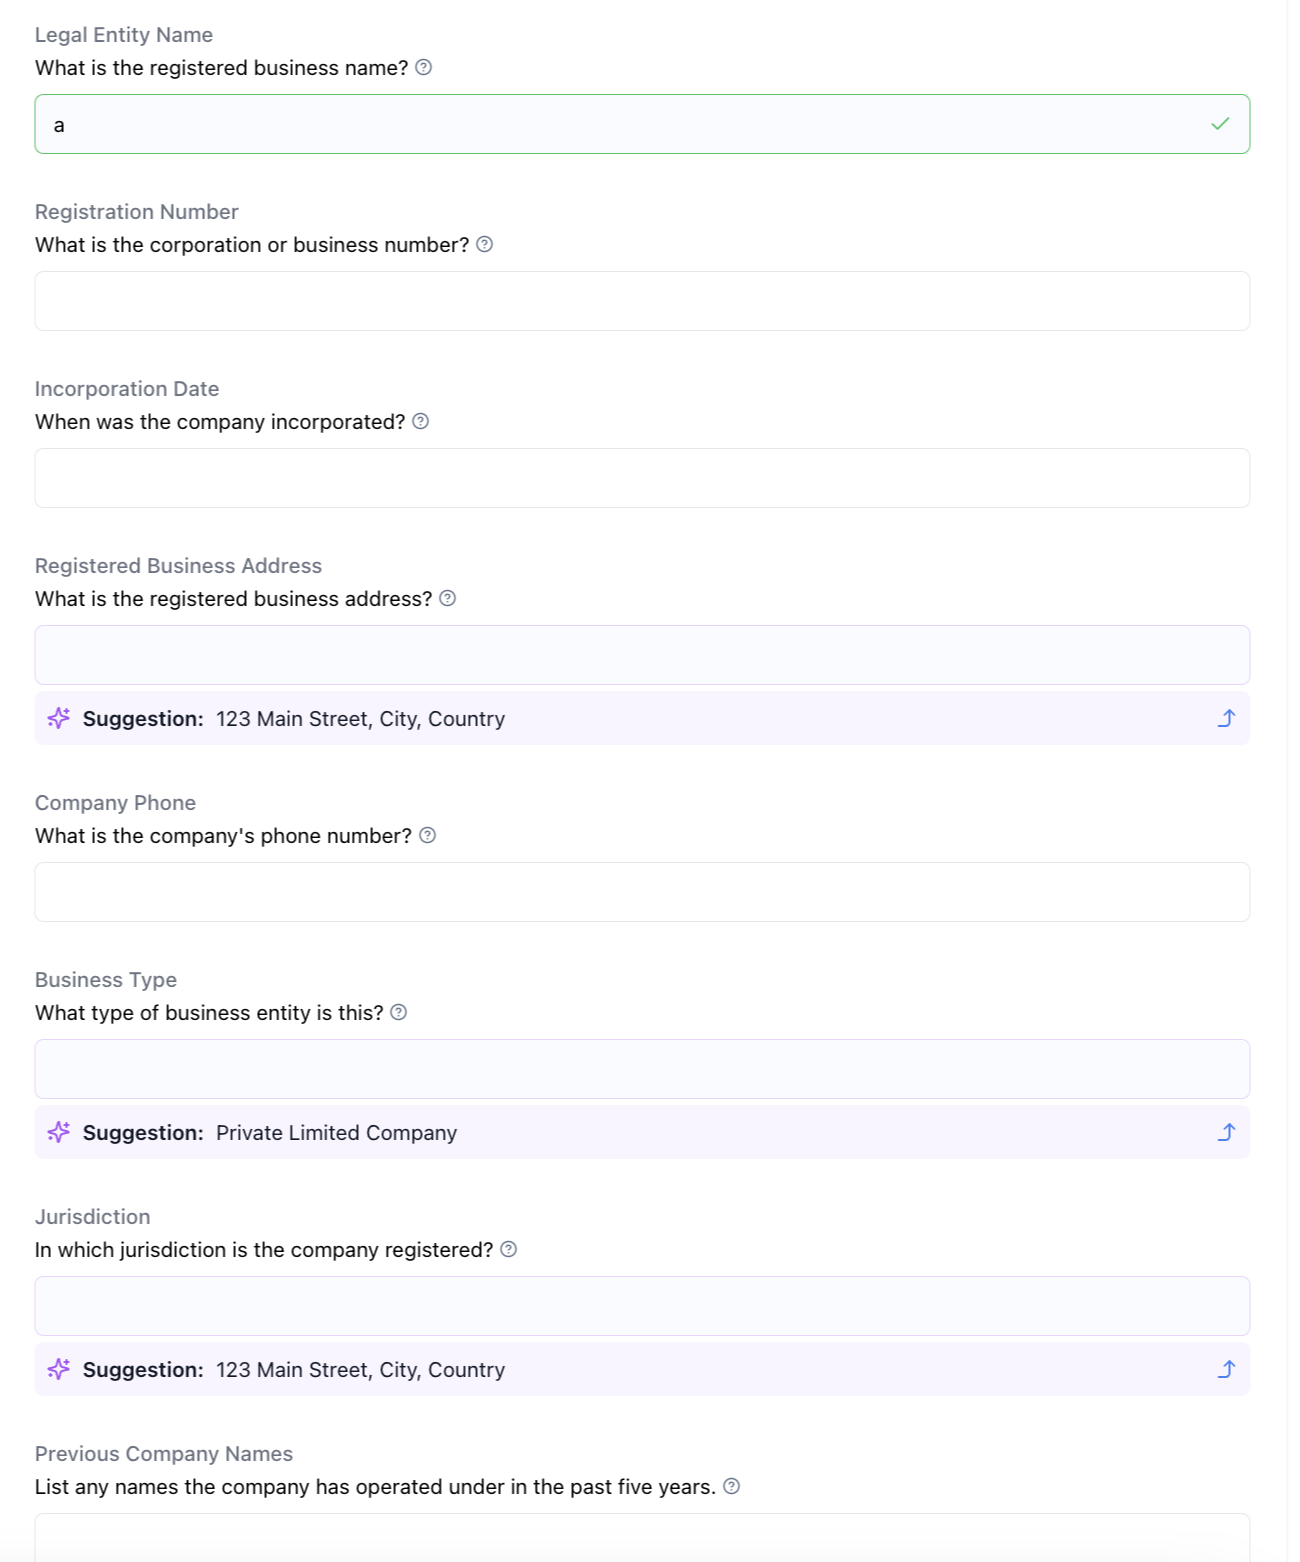 Legal Entity Name
What is the registered business name?
a
Registration Number
What is the corporation or business number?
Incorporation Date
When was the company incorporated?
Registered Business Address
What is the registered business address?
Suggestion: 123 Main Street, City, Country
Company Phone
What is the company's phone number?
Business Type
What type of business entity is this?
Suggestion: Private Limited Company
Jurisdiction
In which jurisdiction is the company registered?
Suggestion: 123 Main Street, City, Country
Previous Company Names
List any names the company has operated under in the past five years.